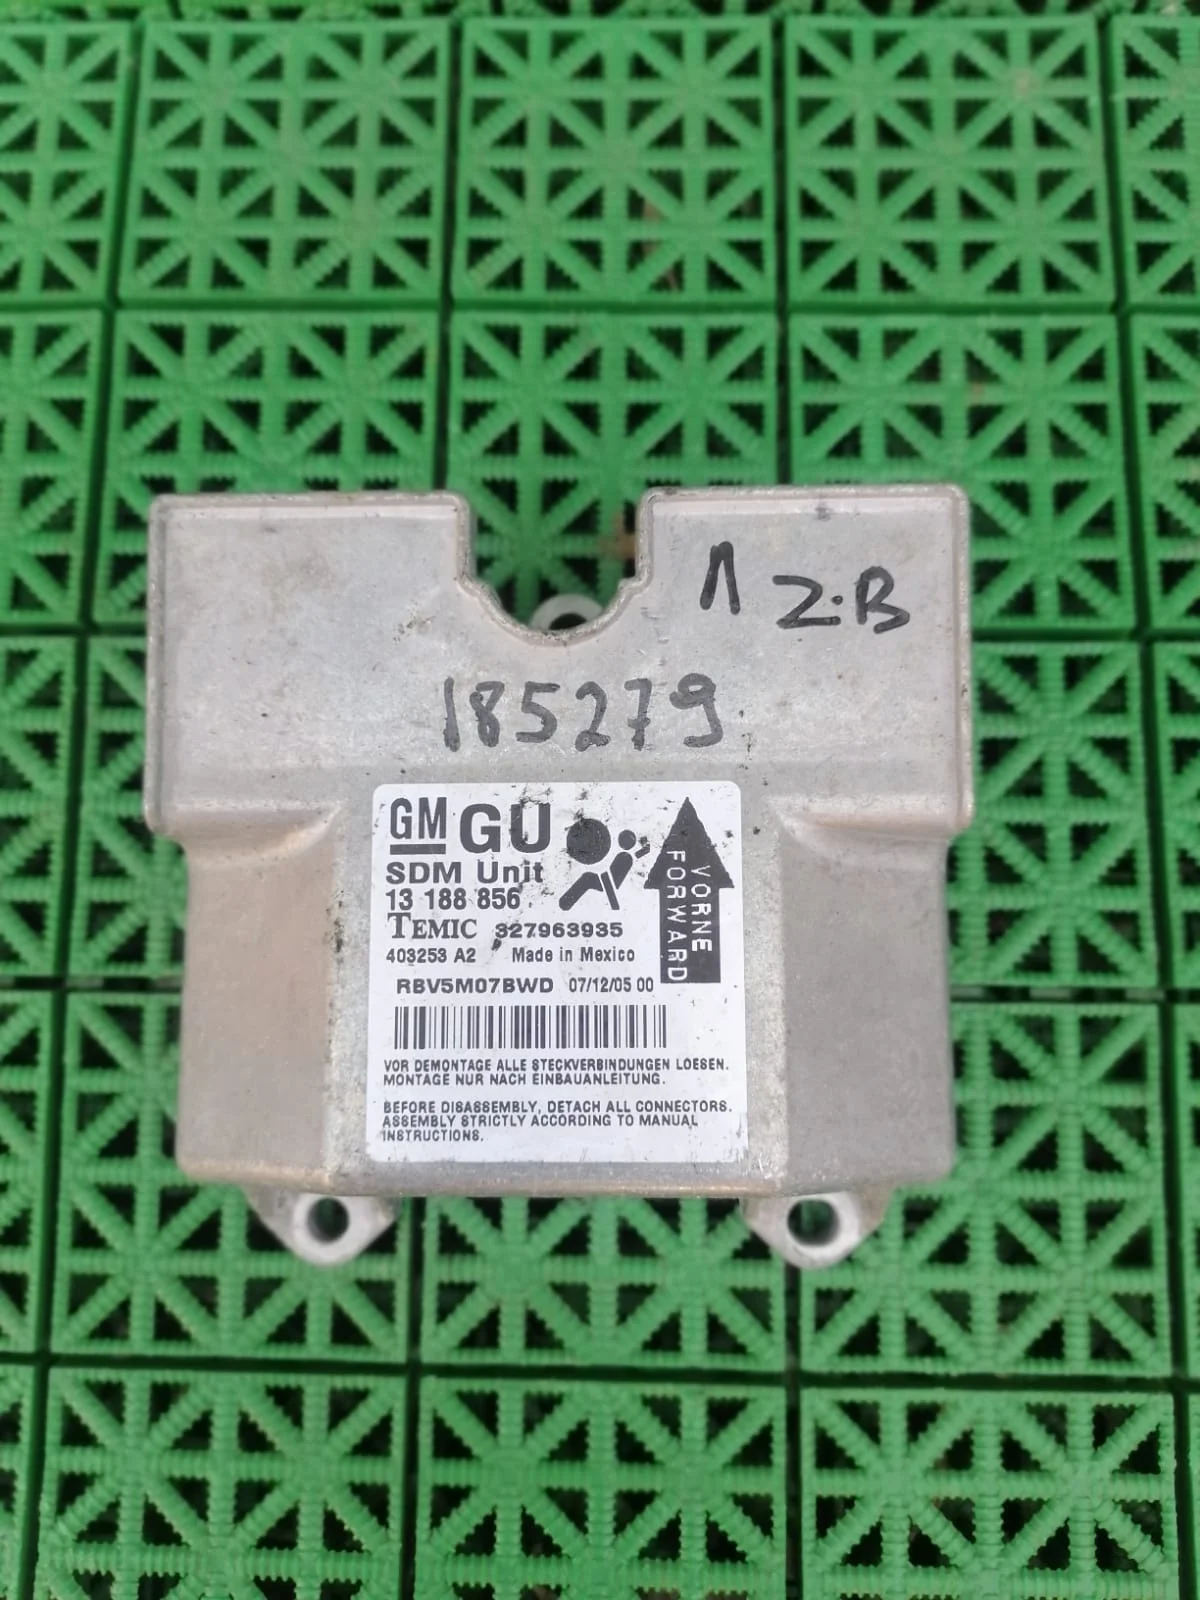 1 Z.B
185279
GM GU
SDM Unit
13 188 856
TEMIC 327963935
403253 A2 Made in Mexico
RBV5M07BWD 07/12/05 00
VORNE
FORWARD
VOR DEMONTAGE ALLE STECKVERBINDUNGEN LOESEN.
MONTAGE NUR NACH EINBAUANLEITUNG.
BEFORE DISASSEMBLY, DETACH ALL CONNECTORS.
ASSEMBLY STRICTLY ACCORDING TO MANUAL
INSTRUCTIONS.